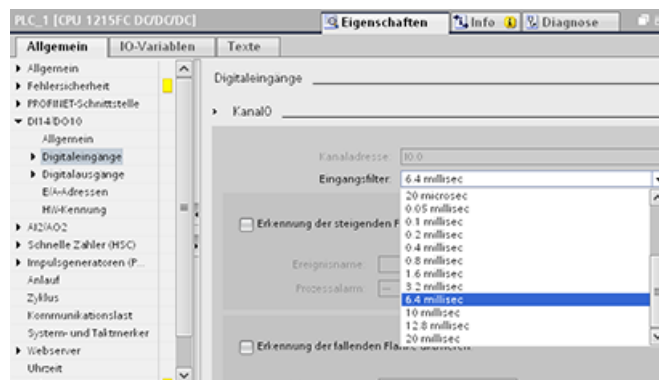 PLC_1 [CPU 1215FC DC/DC/DC]
Eigenschaften
Info
Diagnose
Allgemein
IO-Variablen
Texte
Allgemein
Fehlersicherheit
PROFINET-Schnittstelle
DI14/DO10
Allgemein
Digitaleingänge
Digitalausgänge
E/A-Adressen
HW-Kennung
AI2/AO2
Schnelle Zähler (HSC)
Impulsgeneratoren (P...
Anlauf
Zyklus
Kommunikationslast
System- und Taktmerker
Webserver
Uhrzeit
Digitaleingänge
Kanal0
Kanaladresse: I0.0
Eingangsfilter: 6.4 millisec
20 microsec
0.05 millisec
0.1 millisec
0.2 millisec
0.4 millisec
0.8 millisec
1.6 millisec
3.2 millisec
6.4 millisec
10 millisec
12.8 millisec
20 millisec
Erkennung der steigenden F
Ereignisname:
Prozessalarm: ---
Erkennung der fallenden